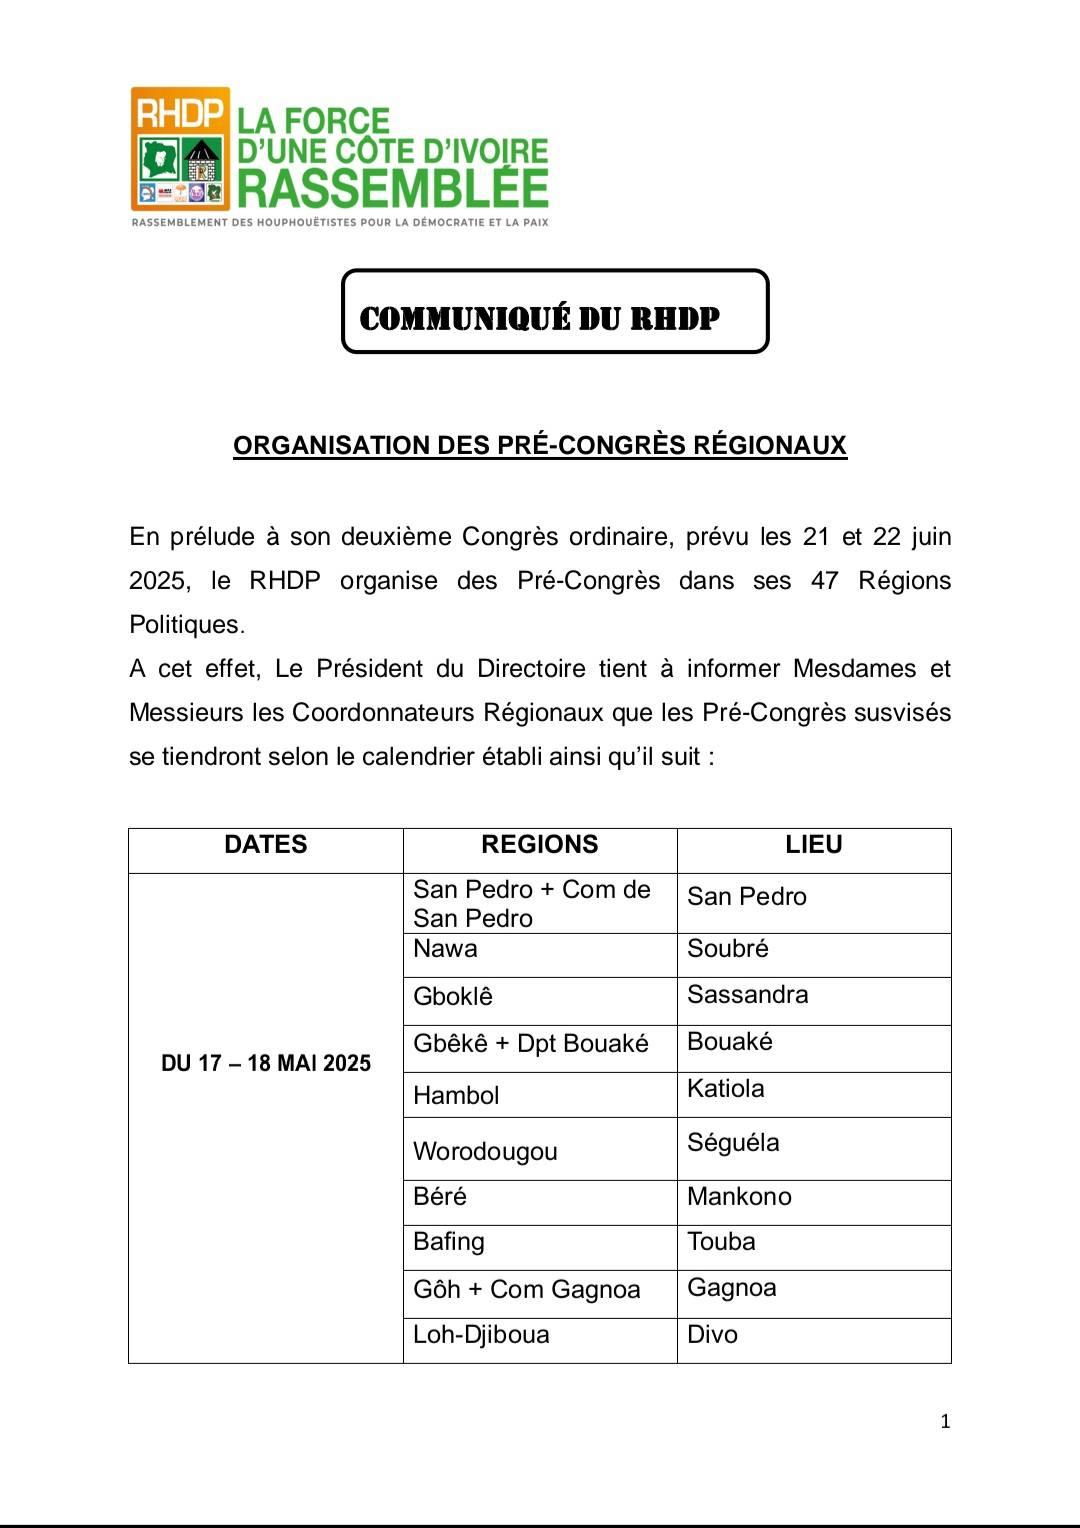 RHDP
LA FORCE
D'UNE CÔTE D'IVOIRE
RASSEMBLÉE
R
RASSEMBLEMENT DES HOUPHOUËTISTES POUR LA DÉMOCRATIE ET LA PAIX
COMMUNIQUÉ DU RHDP
ORGANISATION DES PRÉ-CONGRÈS RÉGIONAUX
En prélude à son deuxième Congrès ordinaire, prévu les 21 et 22 juin
2025, le RHDP organise des Pré-Congrès dans ses 47 Régions
Politiques.
A cet effet, Le Président du Directoire tient à informer Mesdames et
Messieurs les Coordonnateurs Régionaux que les Pré-Congrès susvisés
se tiendront selon le calendrier établi ainsi qu’il suit :
DATES REGIONS LIEU
DU 17 – 18 MAI 2025
San Pedro + Com de
San Pedro
San Pedro
Nawa Soubré
Gboklê Sassandra
Gbêkê + Dpt Bouaké Bouaké
Hambol Katiola
Worodougou Séguéla
Béré Mankono
Bafing Touba
Gôh + Com Gagnoa Gagnoa
Loh-Djiboua Divo
1